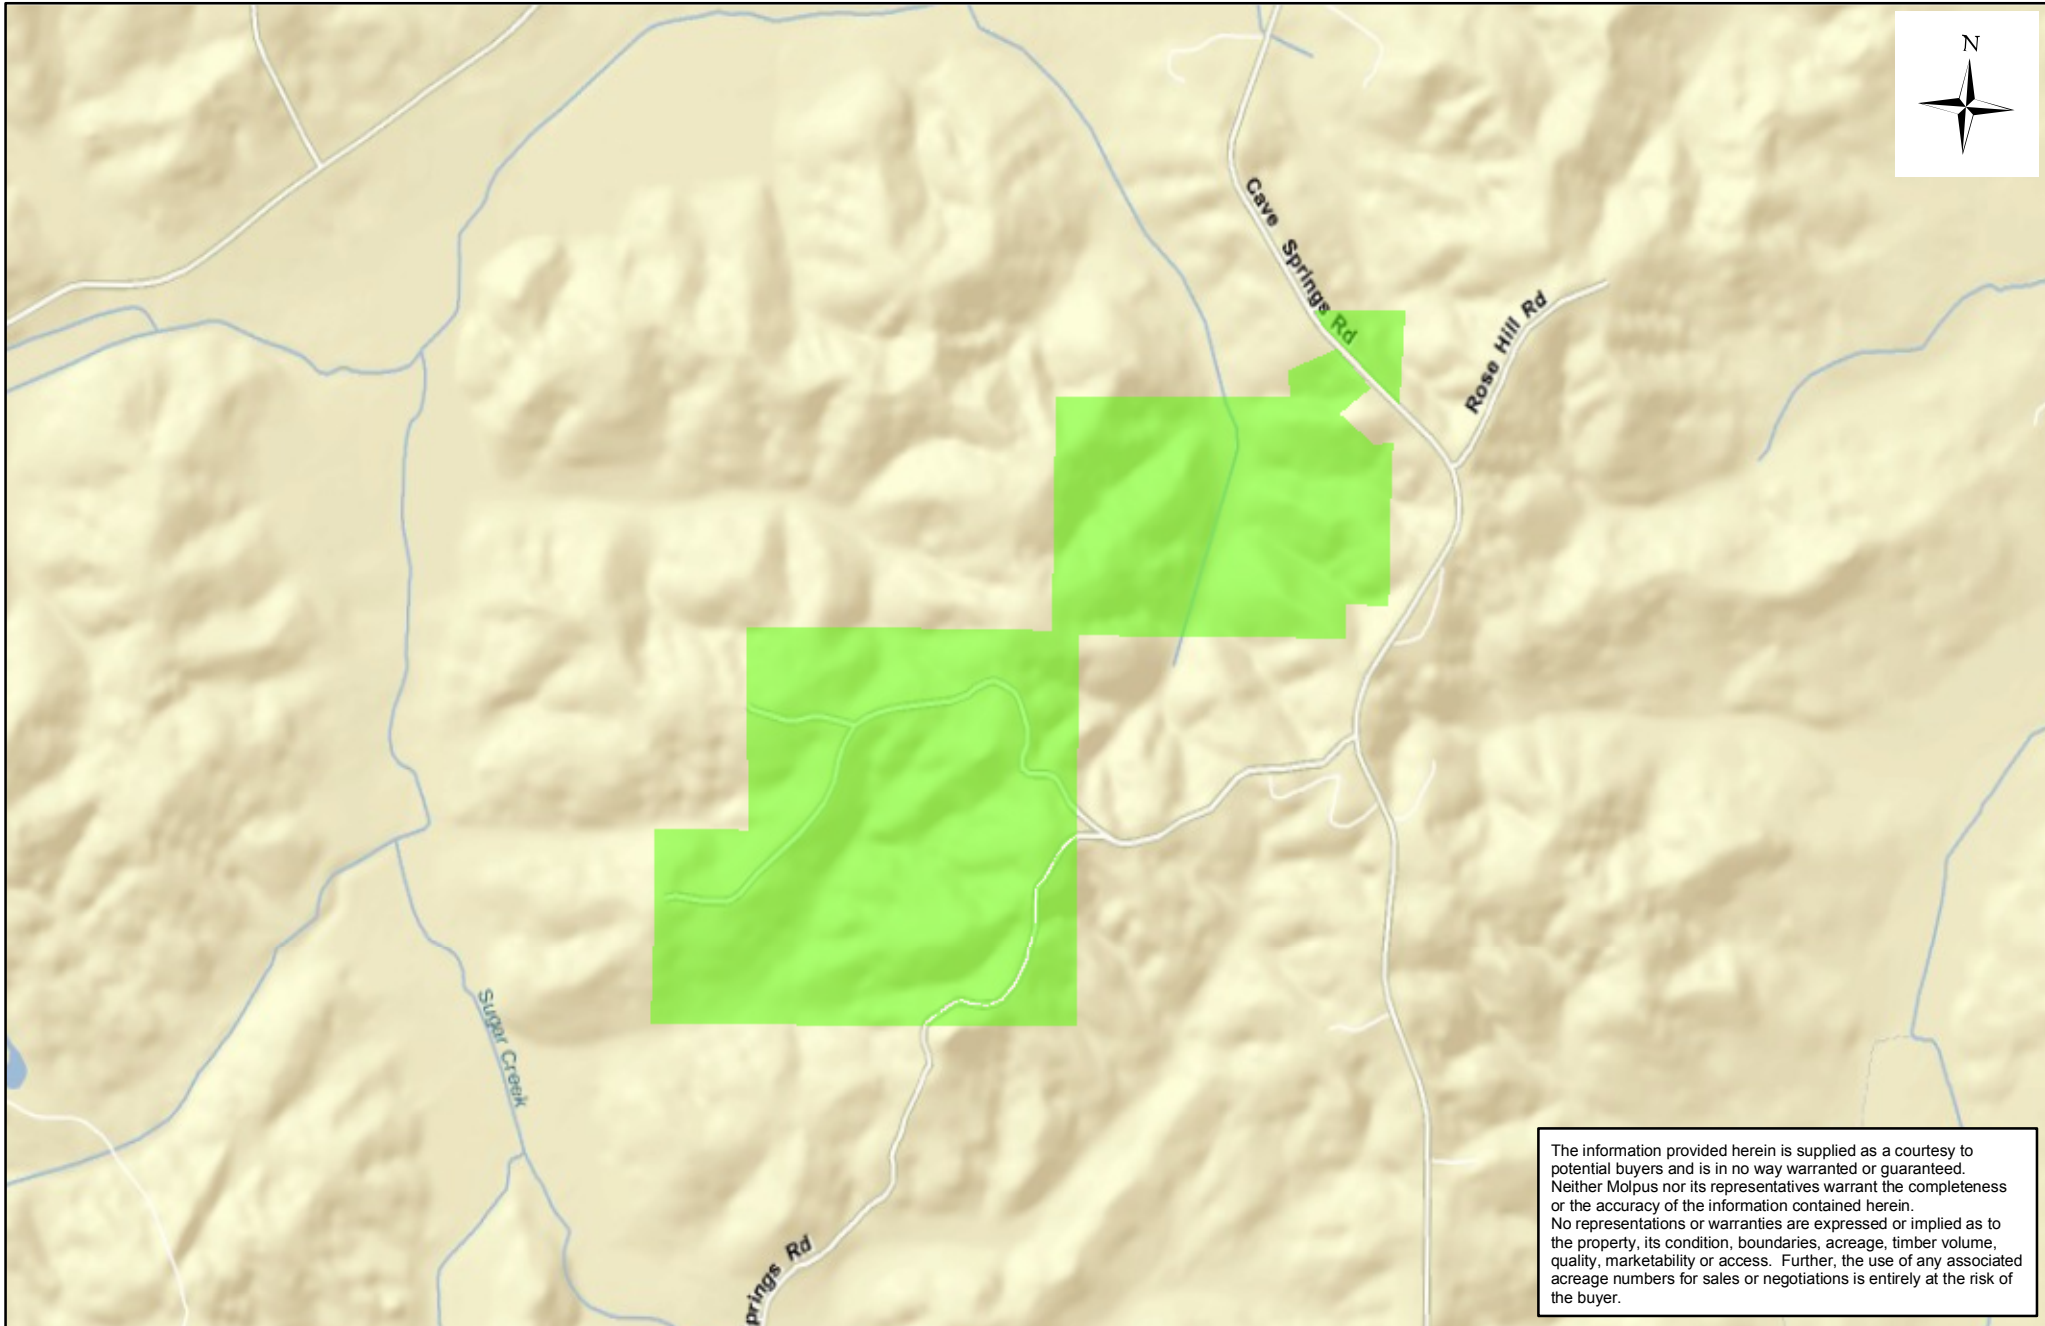 N
Cave Springs Rd
Rose Hill Rd
Sugar Creek
prings Rd
The information provided herein is supplied as a courtesy to
potential buyers and is in no way warranted or guaranteed.
Neither Molpus nor its representatives warrant the completeness
or the accuracy of the information contained herein.
No representations or warranties are expressed or implied as to
the property, its condition, boundaries, acreage, timber volume,
quality, marketability or access.  Further, the use of any associated
acreage numbers for sales or negotiations is entirely at the risk of
the buyer.